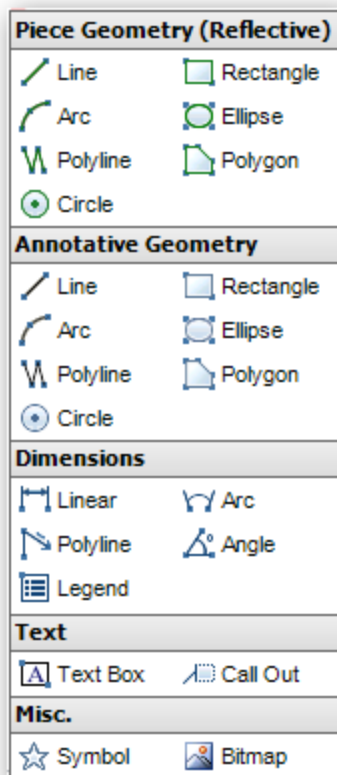 Piece Geometry (Reflective)
Line Rectangle
Arc Ellipse
Polyline Polygon
Circle
Annotative Geometry
Line Rectangle
Arc Ellipse
Polyline Polygon
Circle
Dimensions
Linear Arc
Polyline Angle
Legend
Text
A Text Box Call Out
Misc.
Symbol Bitmap